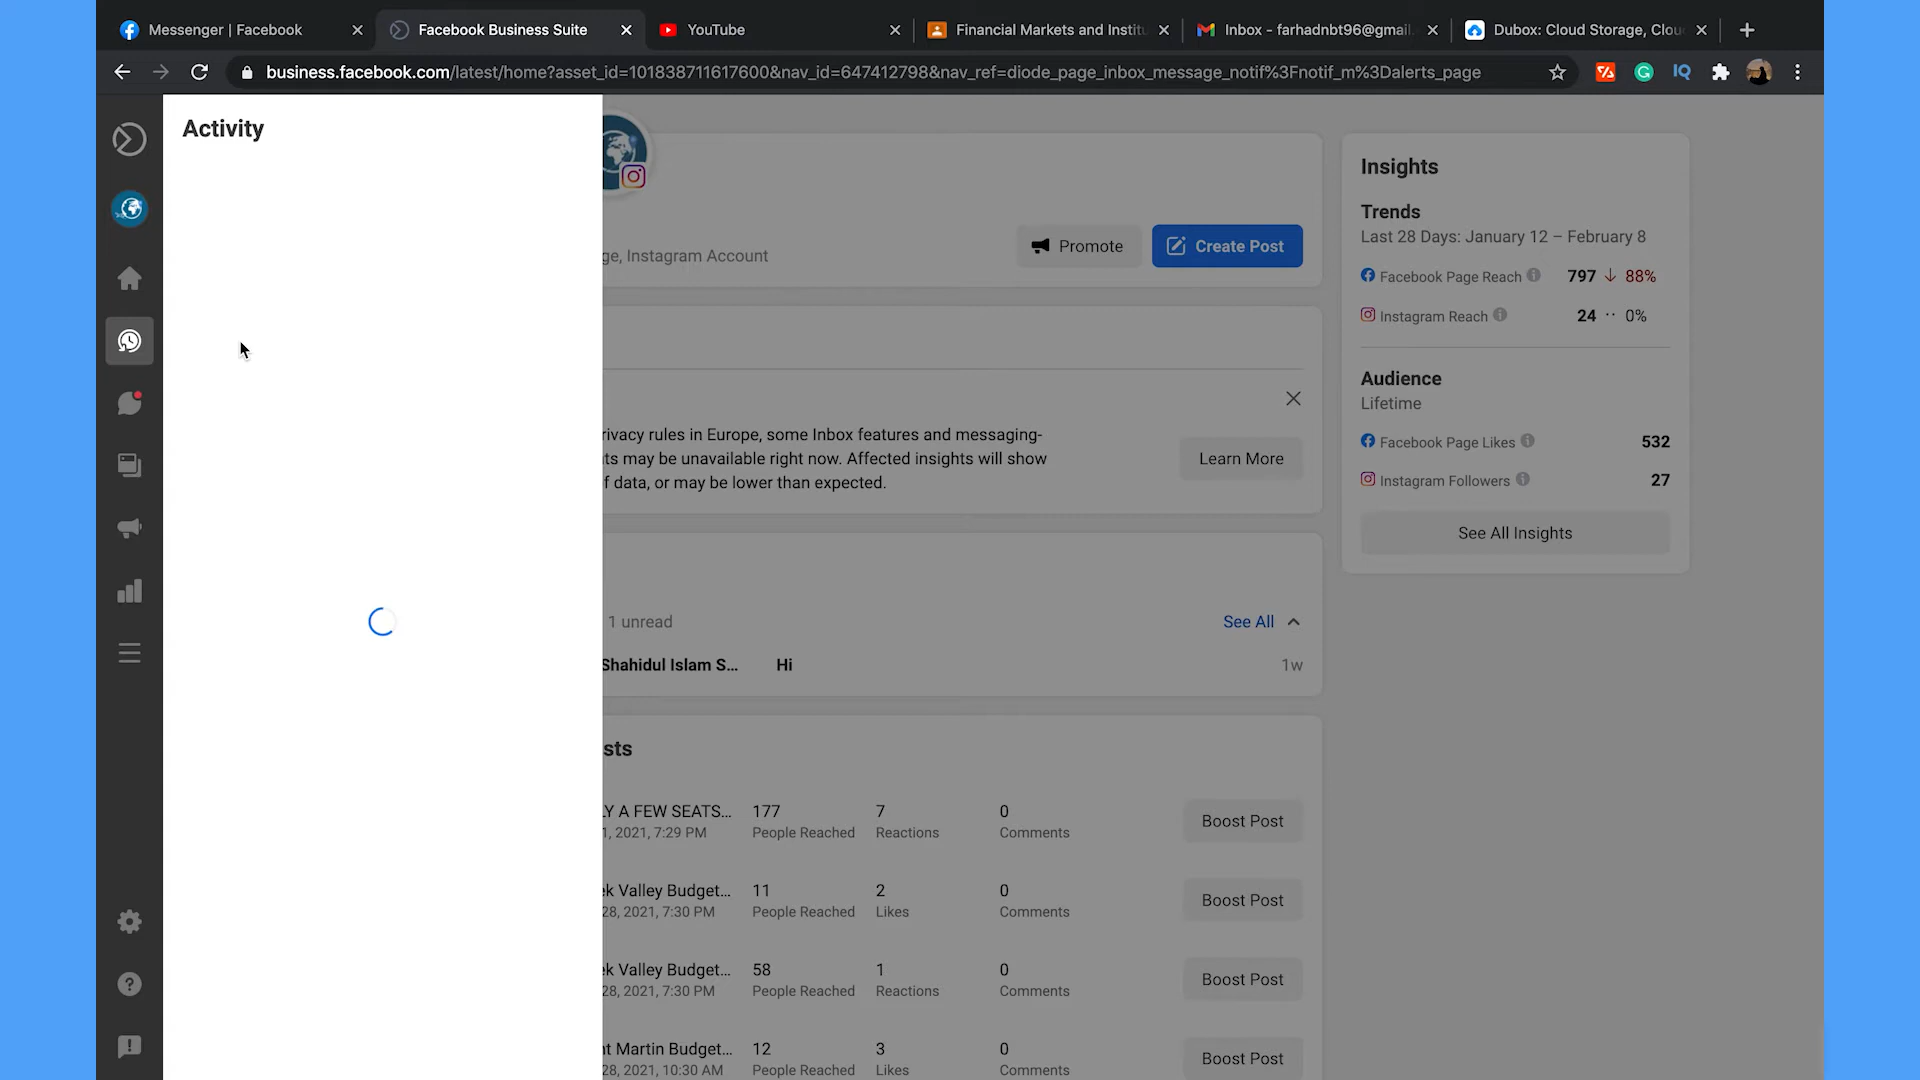 Messenger | Facebook
Facebook Business Suite
YouTube
Financial Markets and Institu
Inbox - farhadnbt96@gmail.
Dubox: Cloud Storage, Clou
business.facebook.com/latest/home?asset_id=101838711617600&nav_id=647412798&nav_ref=diode_page_inbox_message_notif%3Fnotif_m%3Dalerts_page
IQ
Activity
ge, Instagram Account
Promote
Create Post
rivacy rules in Europe, some Inbox features and messaging-
ts may be unavailable right now. Affected insights will show
f data, or may be lower than expected.
Learn More
1 unread
See All
Shahidul Islam S...
Hi
1w
sts
LY A FEW SEATS...
177
7
0
1, 2021, 7:29 PM
People Reached
Reactions
Comments
Boost Post
ek Valley Budget...
11
2
0
28, 2021, 7:30 PM
People Reached
Likes
Comments
Boost Post
ek Valley Budget...
58
1
0
28, 2021, 7:30 PM
People Reached
Reactions
Comments
Boost Post
nt Martin Budget...
12
3
0
28, 2021, 10:30 AM
People Reached
Likes
Comments
Boost Post
Insights
Trends
Last 28 Days: January 12 – February 8
Facebook Page Reach 797 ↓ 88%
Instagram Reach 24 ·· 0%
Audience
Lifetime
Facebook Page Likes 532
Instagram Followers 27
See All Insights